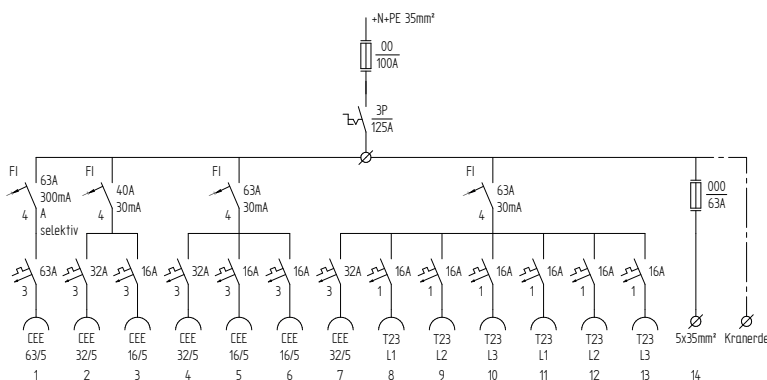 +N+PE 35mm²
00
100A
3P
125A
FI
63A
300mA
A
selektiv
4
FI
40A
30mA
4
FI
63A
30mA
4
FI
63A
30mA
4
000
63A
63A
3
32A
3
16A
3
32A
3
16A
3
16A
3
32A
3
16A
1
16A
1
16A
1
16A
1
16A
1
16A
1
CEE CEE CEE CEE CEE CEE CEE T23 T23 T23 T23 T23 T23 5x35mm² Kranerde
63/5 32/5 16/5 32/5 16/5 16/5 32/5 L1 L2 L3 L1 L2 L3
1 2 3 4 5 6 7 8 9 10 11 12 13 14